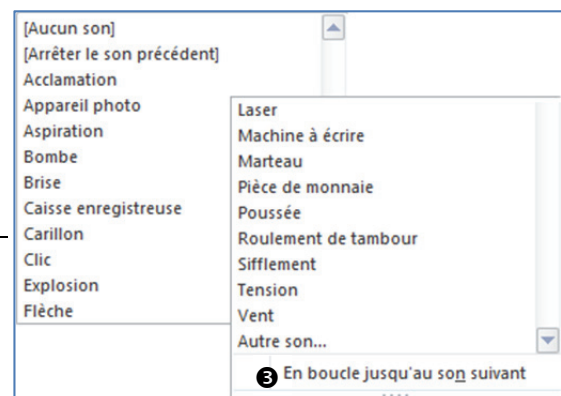 [Aucun son]
[Arrêter le son précédent]
Acclamation
Appareil photo
Aspiration
Bombe
Brise
Caisse enregistreuse
Carillon
Clic
Explosion
Flèche
Laser
Machine à écrire
Marteau
Pièce de monnaie
Poussée
Roulement de tambour
Sifflement
Tension
Vent
Autre son...
❸ En boucle jusqu'au son suivant